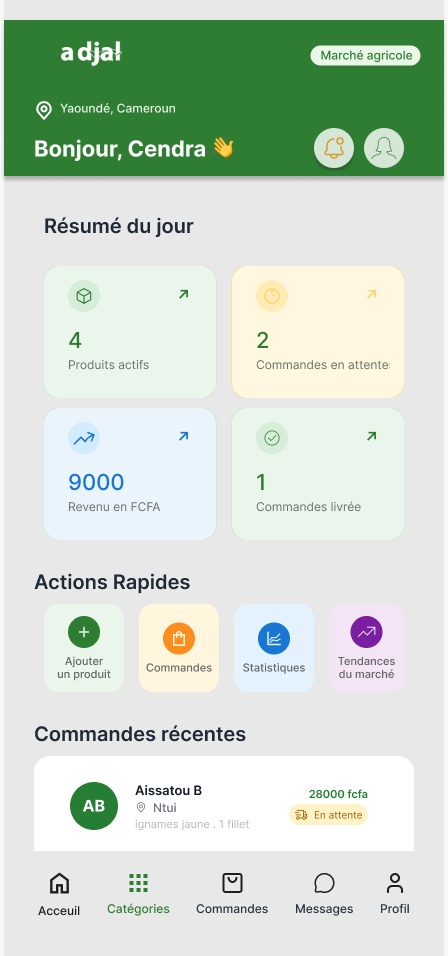 adjal
Marché agricole
Yaoundé, Cameroun
Bonjour, Cendra 👋
Résumé du jour
4
Produits actifs
2
Commandes en attente
9000
Revenu en FCFA
1
Commandes livrée
Actions Rapides
Ajouter
un produit
Commandes
Statistiques
Tendances
du marché
Commandes récentes
AB
Aissatou B
Ntui
ignames jaune . 1 fillet
28000 fcfa
En attente
Acceuil
Catégories
Commandes
Messages
Profil